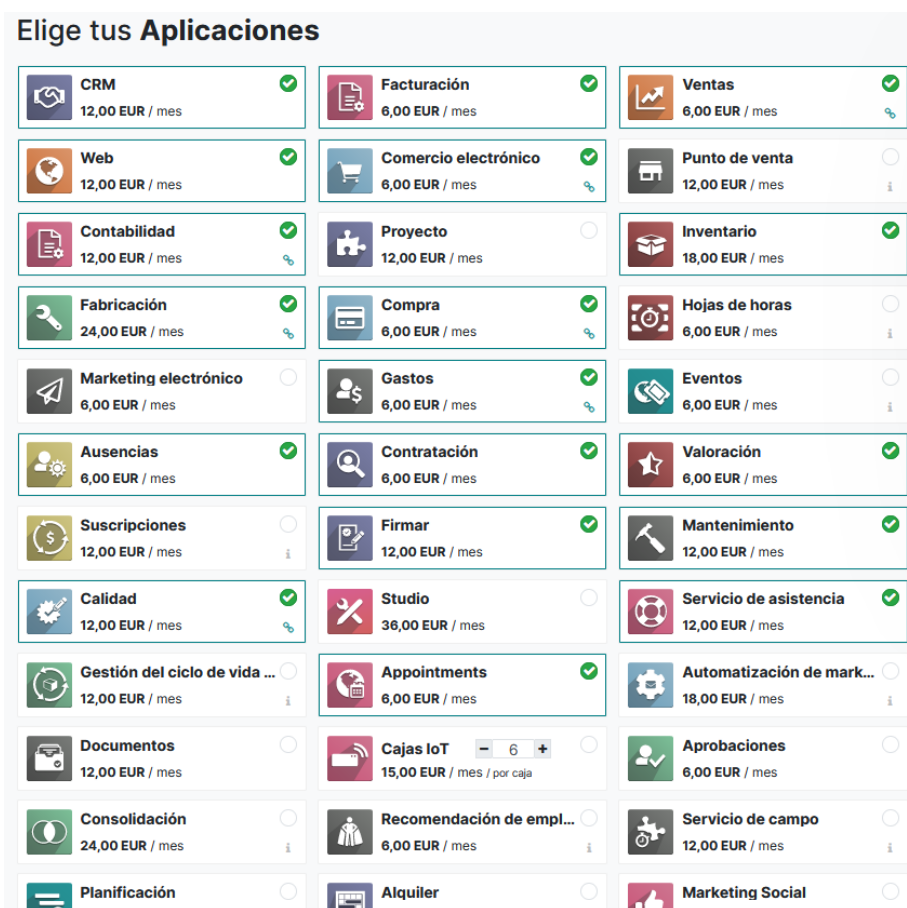 Elige tus Aplicaciones
CRM
12,00 EUR / mes
Facturación
6,00 EUR / mes
Ventas
6,00 EUR / mes
Web
12,00 EUR / mes
Comercio electrónico
6,00 EUR / mes
Punto de venta
12,00 EUR / mes
Contabilidad
12,00 EUR / mes
Proyecto
12,00 EUR / mes
Inventario
18,00 EUR / mes
Fabricación
24,00 EUR / mes
Compra
6,00 EUR / mes
Hojas de horas
6,00 EUR / mes
Marketing electrónico
6,00 EUR / mes
Gastos
6,00 EUR / mes
Eventos
6,00 EUR / mes
Ausencias
6,00 EUR / mes
Contratación
6,00 EUR / mes
Valoración
6,00 EUR / mes
Suscripciones
12,00 EUR / mes
Firmar
12,00 EUR / mes
Mantenimiento
12,00 EUR / mes
Calidad
12,00 EUR / mes
Studio
36,00 EUR / mes
Servicio de asistencia
12,00 EUR / mes
Gestión del ciclo de vida ...
12,00 EUR / mes
Appointments
6,00 EUR / mes
Automatización de mark...
18,00 EUR / mes
Documentos
12,00 EUR / mes
Cajas IoT - 6 +
15,00 EUR / mes / por caja
Aprobaciones
6,00 EUR / mes
Consolidación
24,00 EUR / mes
Recomendación de empl...
6,00 EUR / mes
Servicio de campo
12,00 EUR / mes
Planificación
Alquiler
Marketing Social